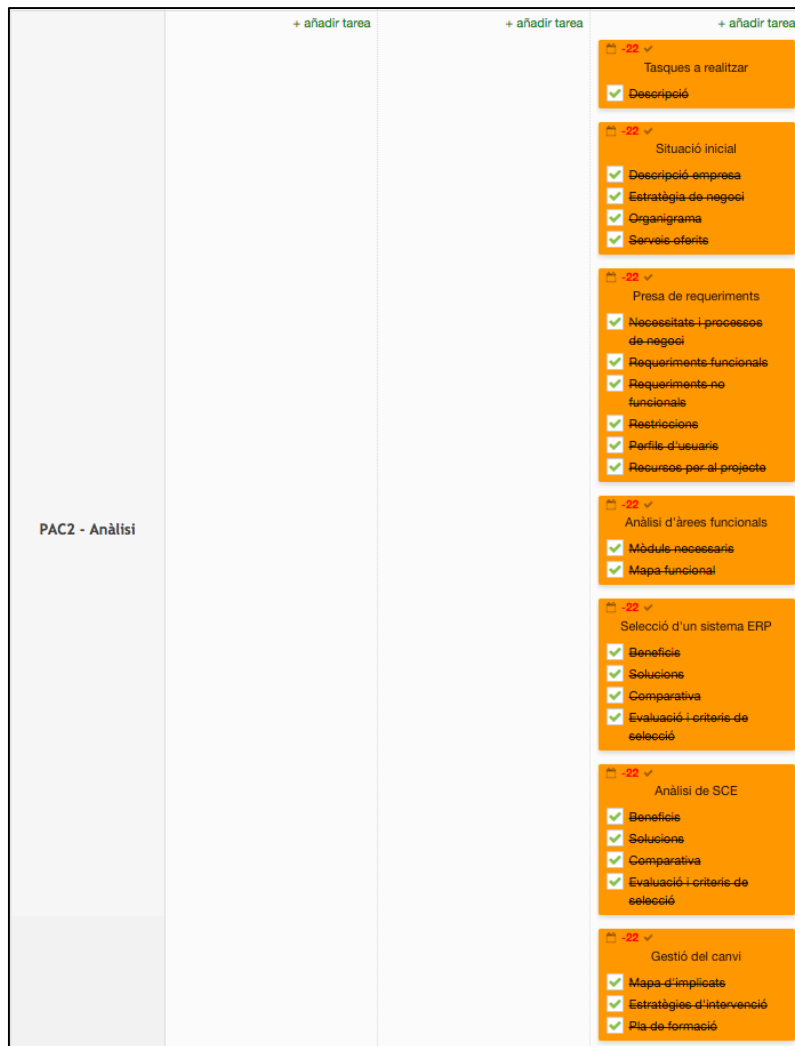 + añadir tarea
+ añadir tarea
+ añadir tarea
PAC2 - Anàlisi
-22
Tasques a realitzar
Descripció
-22
Situació inicial
Descripció empresa
Estratègia de negoci
Organigrama
Serveis oferits
-22
Presa de requeriments
Necessitats i processos
de negoci
Requeriments funcionals
Requeriments no
funcionals
Restriccions
Perfils d'usuaris
Recursos per al projecte
-22
Anàlisi d'àrees funcionals
Mòduls necessaris
Mapa funcional
-22
Selecció d'un sistema ERP
Beneficis
Solucions
Comparativa
Evaluació i criteris de
selecció
-22
Anàlisi de SCE
Beneficis
Solucions
Comparativa
Evaluació i criteris de
selecció
-22
Gestió del canvi
Mapa d'implicats
Estratègies d'intervenció
Pla de formació